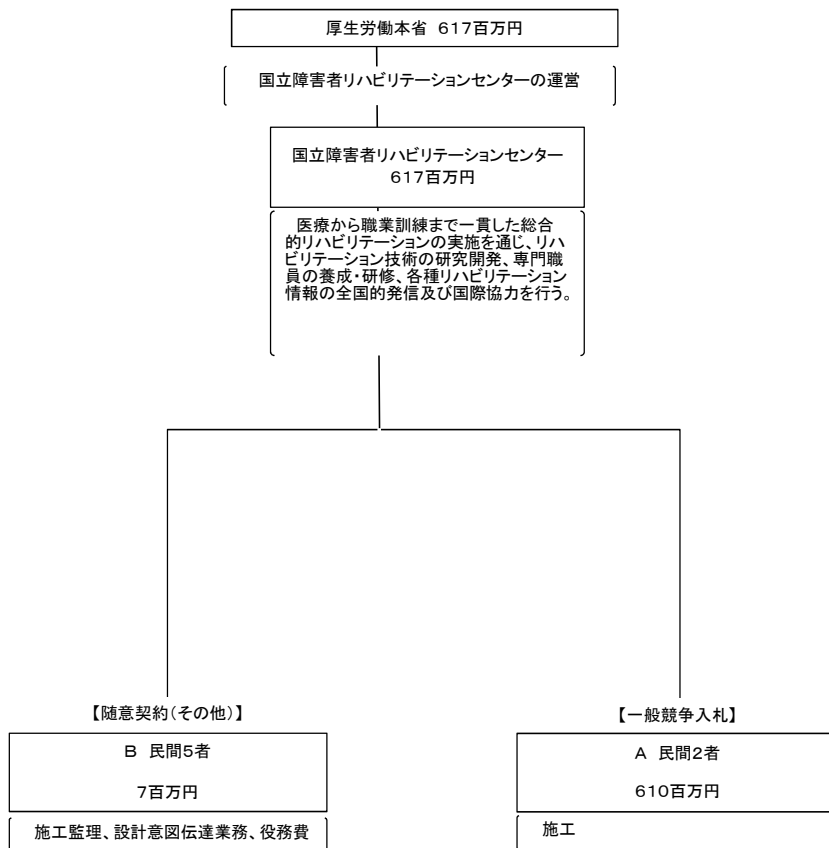 厚生労働本省 617百万円
国立障害者リハビリテーションセンターの運営
国立障害者リハビリテーションセンター
617百万円
医療から職業訓練まで一貫した総合
的リハビリテーションの実施を通じ、リハ
ビリテーション技術の研究開発、専門職
員の養成・研修、各種リハビリテーション
情報の全国的発信及び国際協力を行う。
【随意契約(その他)】
B 民間5者
7百万円
施工監理、設計意図伝達業務、役務費
【一般競争入札】
A 民間2者
610百万円
施工